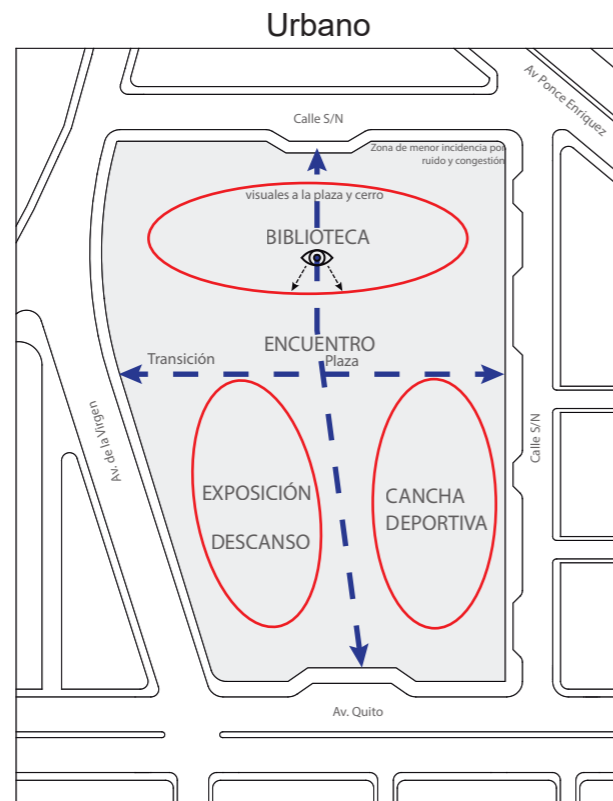 Urbano
Av Ponce Enríquez
Calle S/N
Zona de menor incidencia por
ruido y congestión
visuales a la plaza y cerro
BIBLIOTECA
ENCUENTRO
Transición
Plaza
Av. de la Virgen
Calle S/N
EXPOSICIÓN
DESCANSO
CANCHA
DEPORTIVA
Av. Quito